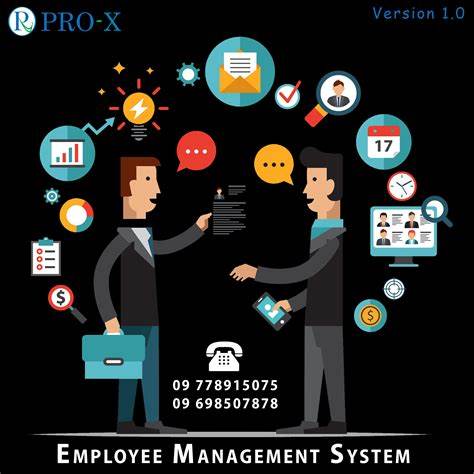 R PRO-X
Version 1.0
17
$
$
09 778915075
09 698507878
EMPLOYEE MANAGEMENT SYSTEM